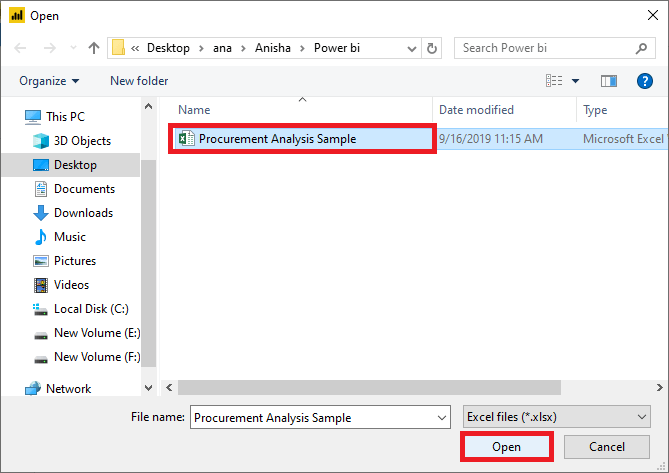 Open
« Desktop › ana › Anisha › Power bi
Search Power bi
Organize
New folder
?
This PC
3D Objects
Desktop
Documents
Downloads
Music
Pictures
Videos
Local Disk (C:)
New Volume (E:)
New Volume (F:)
Network
Name Date modified Type
Procurement Analysis Sample 9/16/2019 11:15 AM Microsoft Excel
File name: Procurement Analysis Sample Excel files (*.xlsx)
Open Cancel